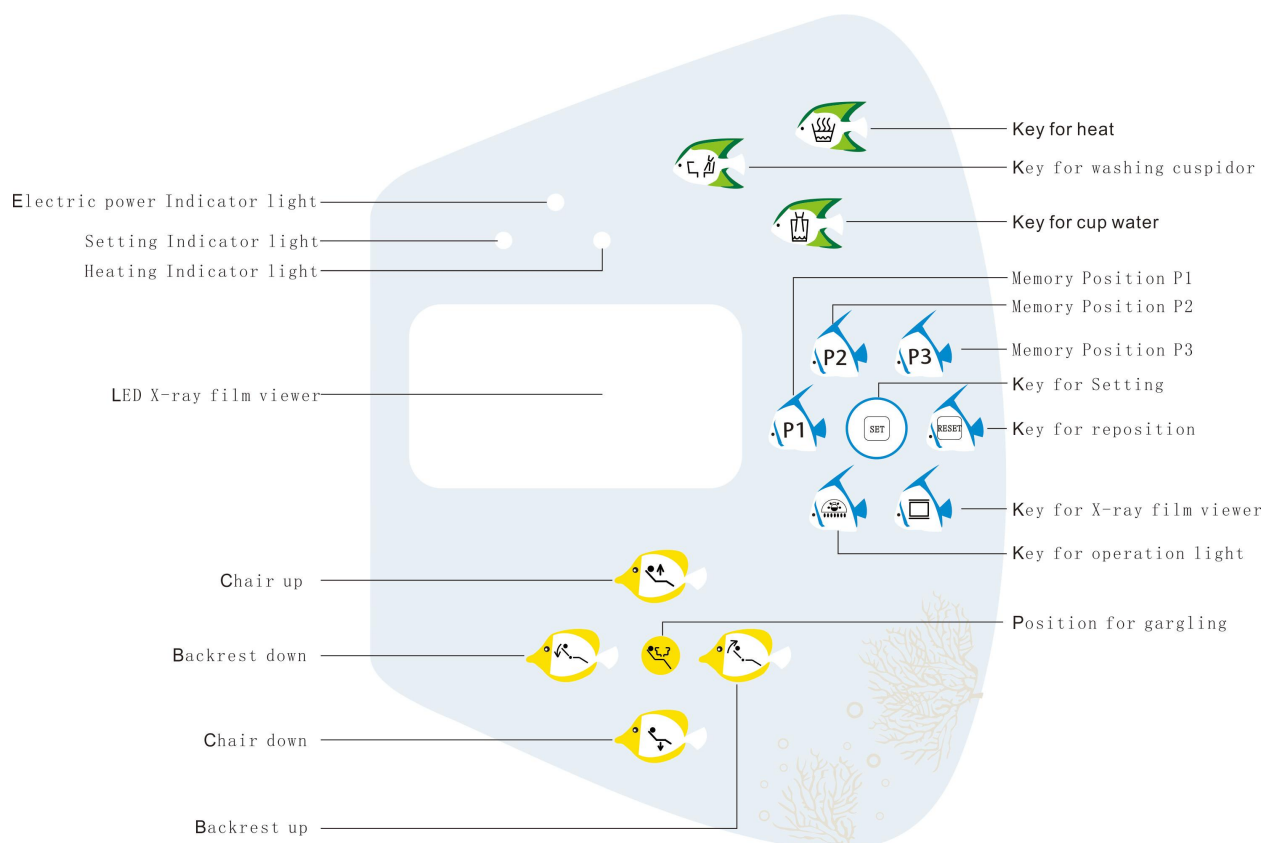 Key for heat
Key for washing cuspidor
Electric power Indicator light
Key for cup water
Setting Indicator light
Heating Indicator light
Memory Position P1
Memory Position P2
P2
P3
Memory Position P3
Key for Setting
LED X-ray film viewer
P1
SET
RESET
Key for reposition
Key for X-ray film viewer
Key for operation light
Chair up
Position for gargling
Backrest down
Chair down
Backrest up